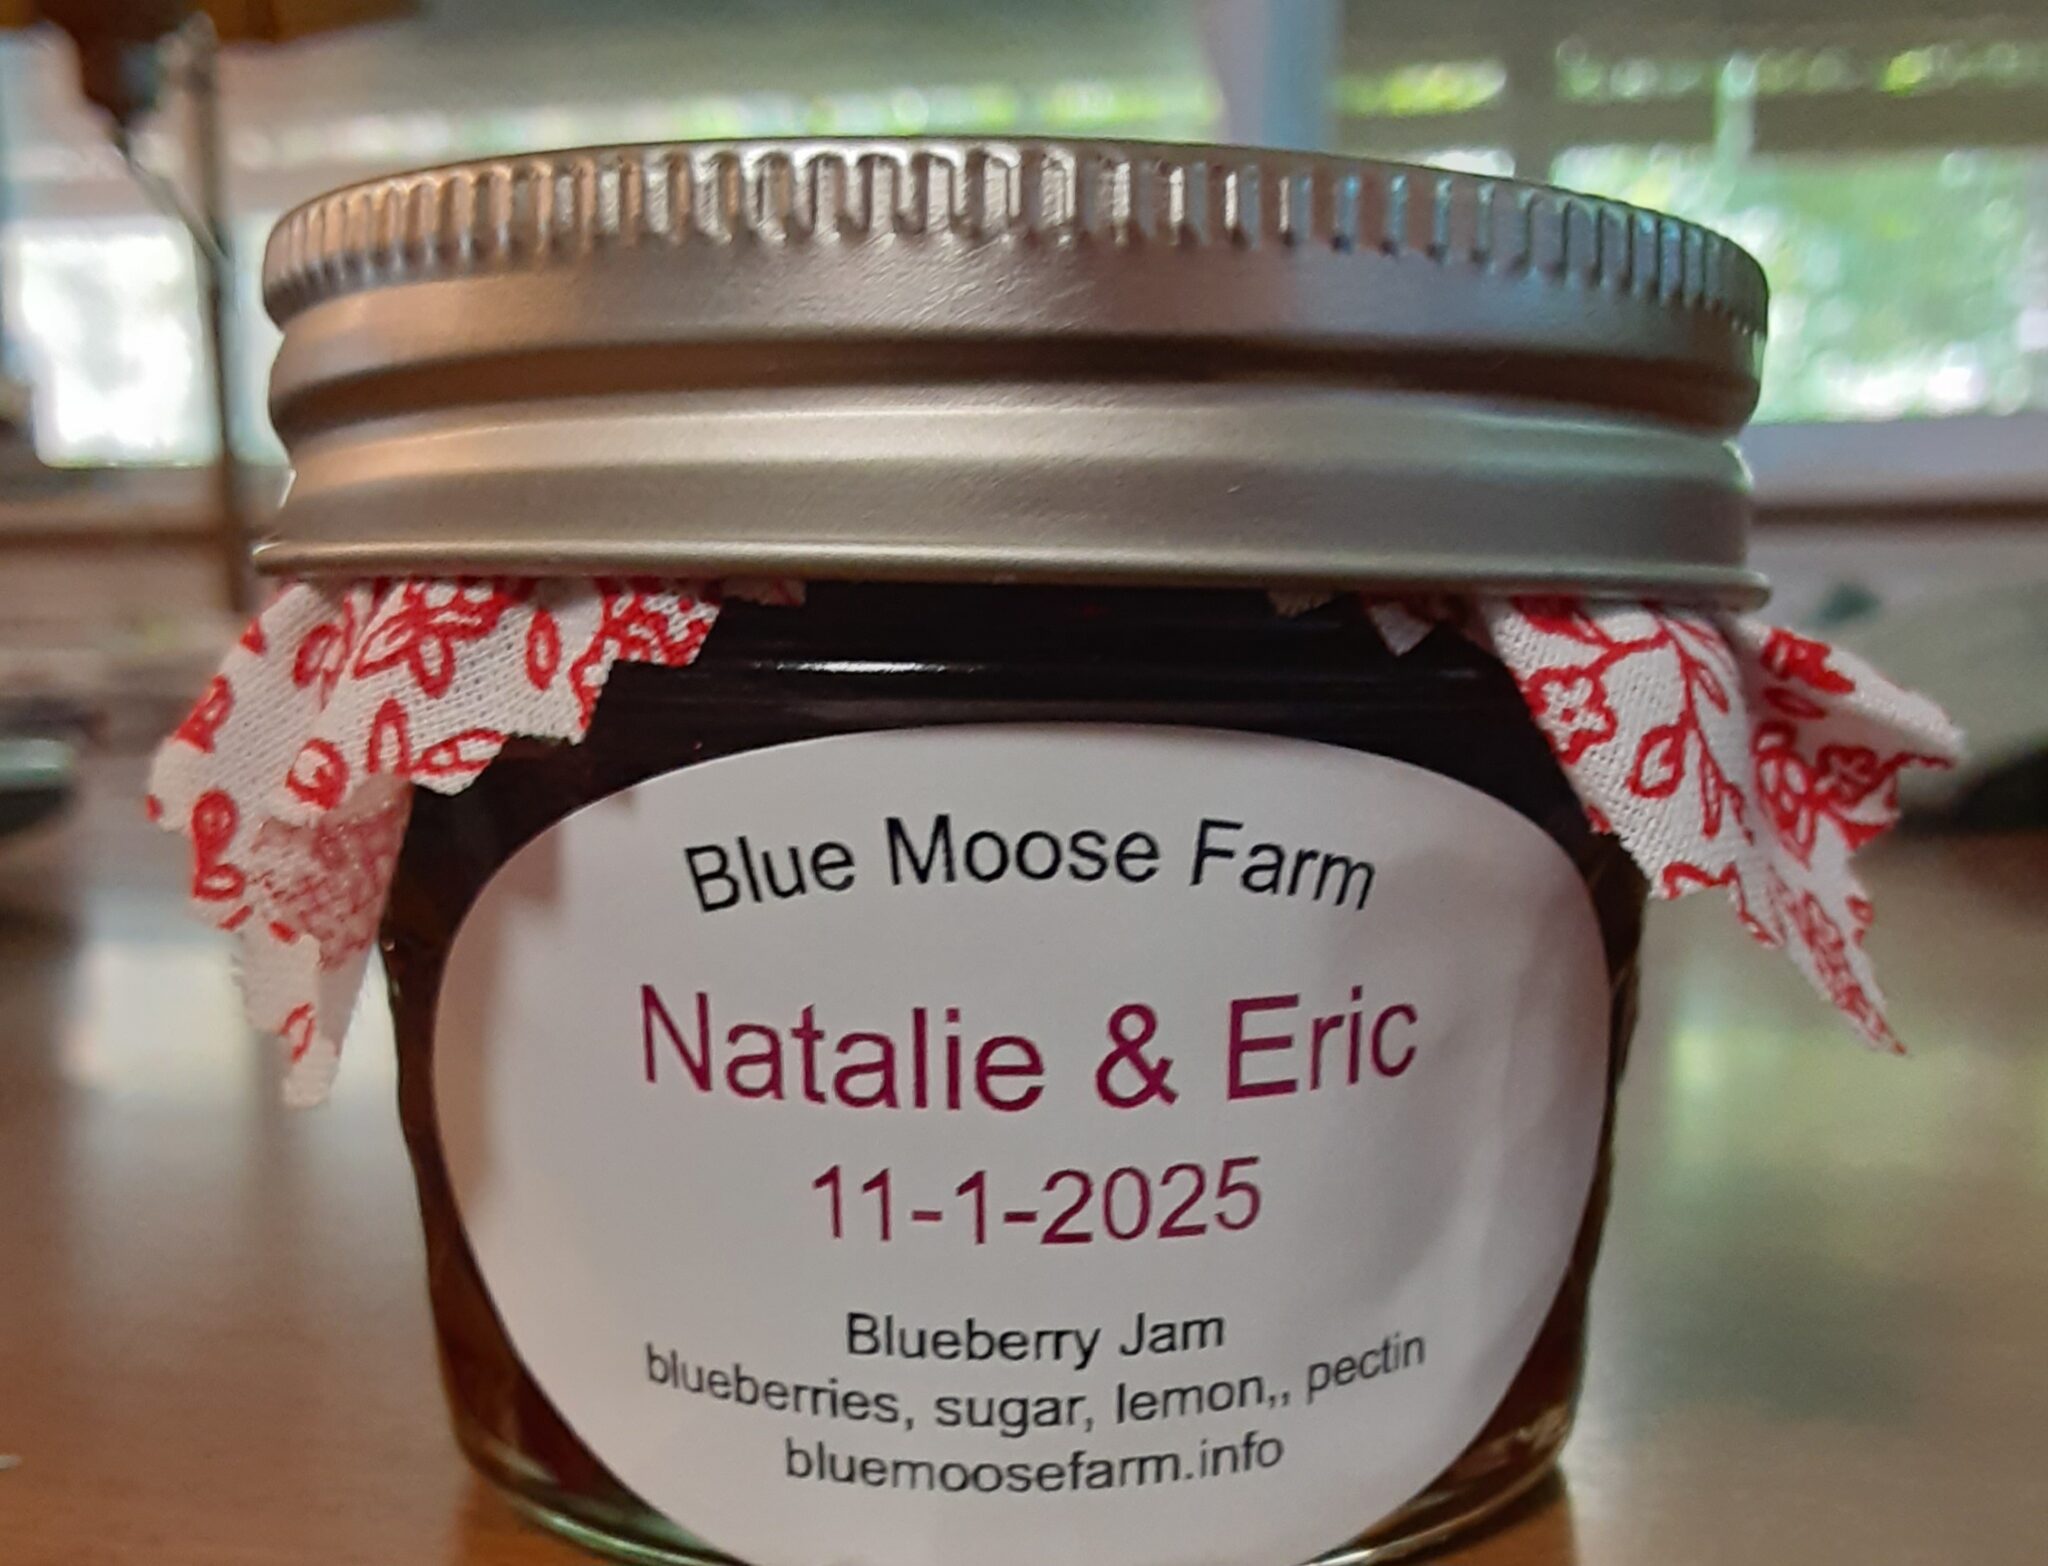 Blue Moose Farm
Natalie & Eric
11-1-2025
Blueberry Jam
blueberries, sugar, lemon,, pectin
bluemoosefarm.info